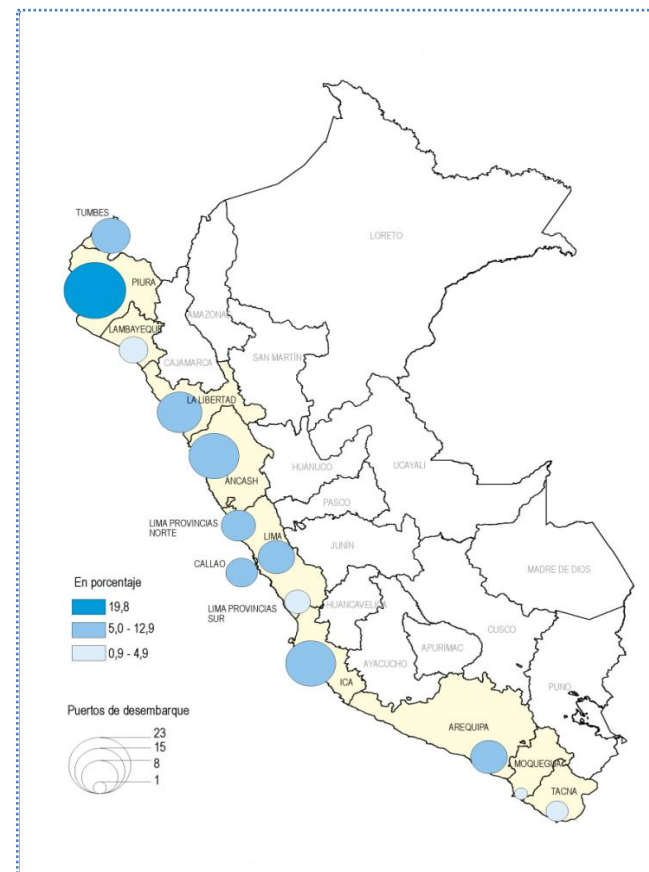 TUMBES
LORETO
PIURA
AMAZONAS
LAMBAYEQUE
CAJAMARCA
SAN MARTÍN
LA LIBERTAD
ANCASH
HUÁNUCO
UCAYALI
PASCO
LIMA PROVINCIAS
NORTE
LIMA
JUNÍN
CALLAO
MADRE DE DIOS
En porcentaje
19,8
5,0 - 12,9
0,9 - 4,9
LIMA PROVINCIAS
SUR
HUANCAVELICA
CUSCO
AYACUCHO
APURÍMAC
ICA
PUNO
Puertos de desembarque
23
15
8
1
AREQUIPA
MOQUEGUA
TACNA